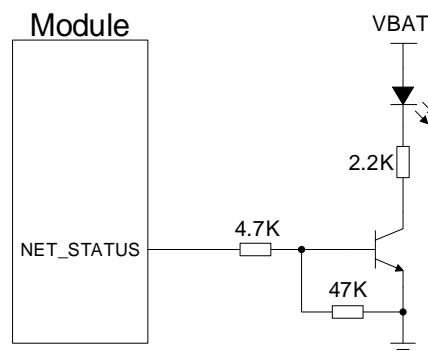 Module
VBAT
2.2K
4.7K
NET_STATUS
47K